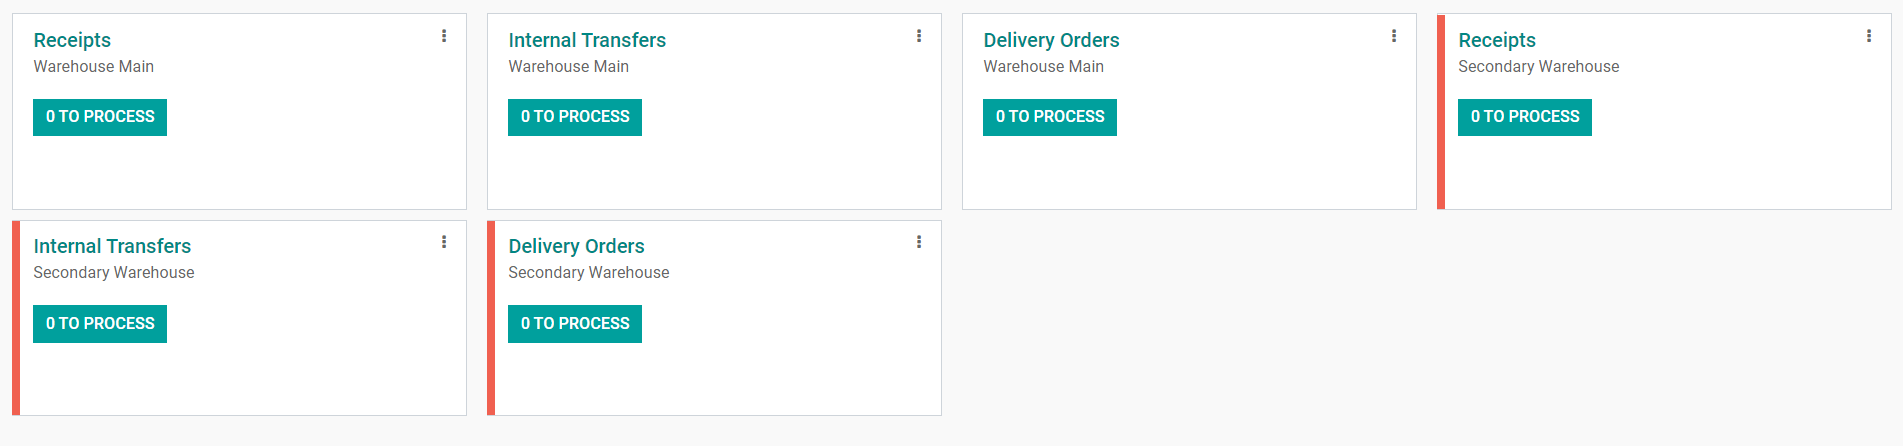 Receipts
Warehouse Main
0 TO PROCESS
Internal Transfers
Warehouse Main
0 TO PROCESS
Delivery Orders
Warehouse Main
0 TO PROCESS
Receipts
Secondary Warehouse
0 TO PROCESS
Internal Transfers
Secondary Warehouse
0 TO PROCESS
Delivery Orders
Secondary Warehouse
0 TO PROCESS